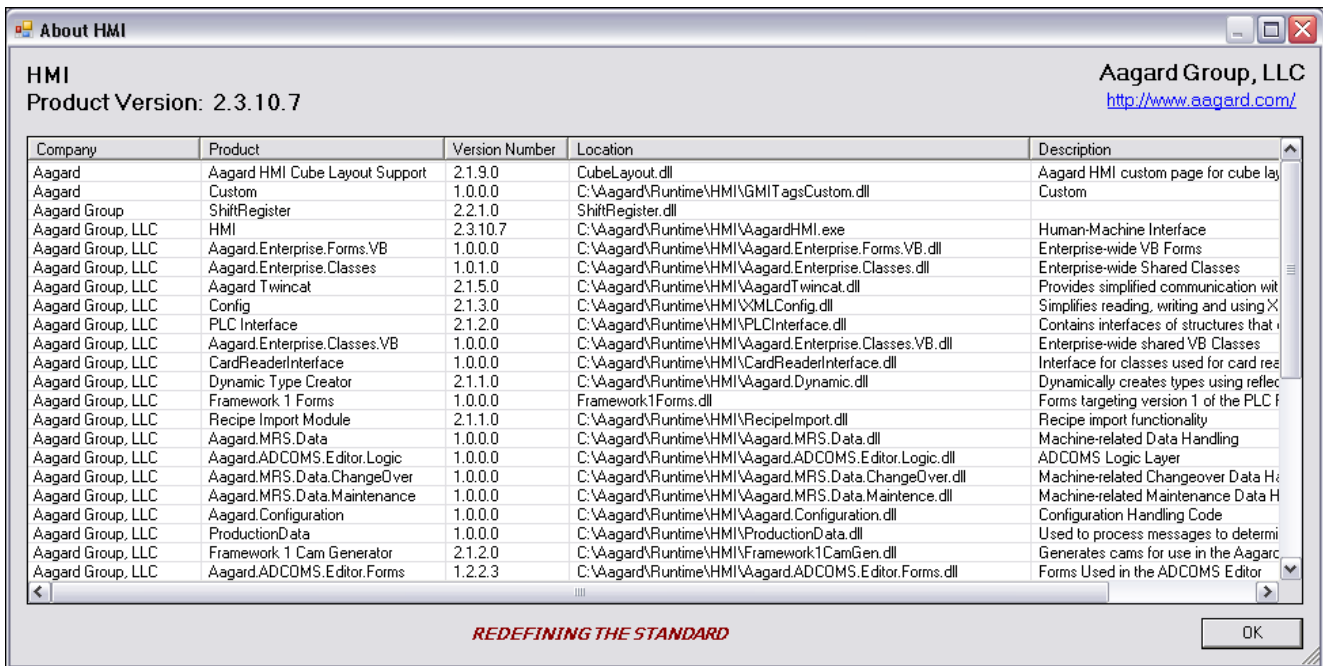 About HMI
HMI
Aagard Group, LLC
Product Version: 2.3.10.7
http://www.aagard.com/
Company Product Version Number Location Description
Aagard Aagard HMI Cube Layout Support 2.1.9.0 CubeLayout.dll Aagard HMI custom page for cube lay
Aagard Custom 1.0.0.0 C:\Aagard\Runtime\HMI\GMITagsCustom.dll Custom
Aagard Group ShiftRegister 2.2.1.0 ShiftRegister.dll
Aagard Group, LLC HMI 2.3.10.7 C:\Aagard\Runtime\HMI\AagardHMI.exe Human-Machine Interface
Aagard Group, LLC Aagard.Enterprise.Forms.VB 1.0.0.0 C:\Aagard\Runtime\HMI\Aagard.Enterprise.Forms.VB.dll Enterprise-wide VB Forms
Aagard Group, LLC Aagard.Enterprise.Classes 1.0.1.0 C:\Aagard\Runtime\HMI\Aagard.Enterprise.Classes.dll Enterprise-wide Shared Classes
Aagard Group, LLC Aagard Twincat 2.1.5.0 C:\Aagard\Runtime\HMI\AagardTwincat.dll Provides simplified communication wit
Aagard Group, LLC Config 2.1.3.0 C:\Aagard\Runtime\HMI\XMLConfig.dll Simplifies reading, writing and using X
Aagard Group, LLC PLC Interface 2.1.2.0 C:\Aagard\Runtime\HMI\PLCInterface.dll Contains interfaces of structures that
Aagard Group, LLC Aagard.Enterprise.Classes.VB 1.0.0.0 C:\Aagard\Runtime\HMI\Aagard.Enterprise.Classes.VB.dll Enterprise-wide shared VB Classes
Aagard Group, LLC CardReaderInterface 1.0.0.0 C:\Aagard\Runtime\HMI\CardReaderInterface.dll Interface for classes used for card rea
Aagard Group, LLC Dynamic Type Creator 2.1.1.0 C:\Aagard\Runtime\HMI\Aagard.Dynamic.dll Dynamically creates types using reflec
Aagard Group, LLC Framework 1 Forms 1.0.0.0 Framework1Forms.dll Forms targeting version 1 of the PLC F
Aagard Group, LLC Recipe Import Module 2.1.1.0 C:\Aagard\Runtime\HMI\RecipeImport.dll Recipe import functionality
Aagard Group, LLC Aagard.MRS.Data 1.0.0.0 C:\Aagard\Runtime\HMI\Aagard.MRS.Data.dll Machine-related Data Handling
Aagard Group, LLC Aagard.ADCOMS.Editor.Logic 1.0.0.0 C:\Aagard\Runtime\HMI\Aagard.ADCOMS.Editor.Logic.dll ADCOMS Logic Layer
Aagard Group, LLC Aagard.MRS.Data.ChangeOver 1.0.0.0 C:\Aagard\Runtime\HMI\Aagard.MRS.Data.ChangeOver.dll Machine-related Changeover Data Ha
Aagard Group, LLC Aagard.MRS.Data.Maintenance 1.0.0.0 C:\Aagard\Runtime\HMI\Aagard.MRS.Data.Maintence.dll Machine-related Maintenance Data H
Aagard Group, LLC Aagard.Configuration 1.0.0.0 C:\Aagard\Runtime\HMI\Aagard.Configuration.dll Configuration Handling Code
Aagard Group, LLC ProductionData 1.0.0.0 C:\Aagard\Runtime\HMI\ProductionData.dll Used to process messages to determi
Aagard Group, LLC Framework 1 Cam Generator 2.1.2.0 C:\Aagard\Runtime\HMI\Framework1CamGen.dll Generates cams for use in the Aagard
Aagard Group, LLC Aagard.ADCOMS.Editor.Forms 1.2.2.3 C:\Aagard\Runtime\HMI\Aagard.ADCOMS.Editor.Forms.dll Forms Used in the ADCOMS Editor
REDEFINING THE STANDARD
OK